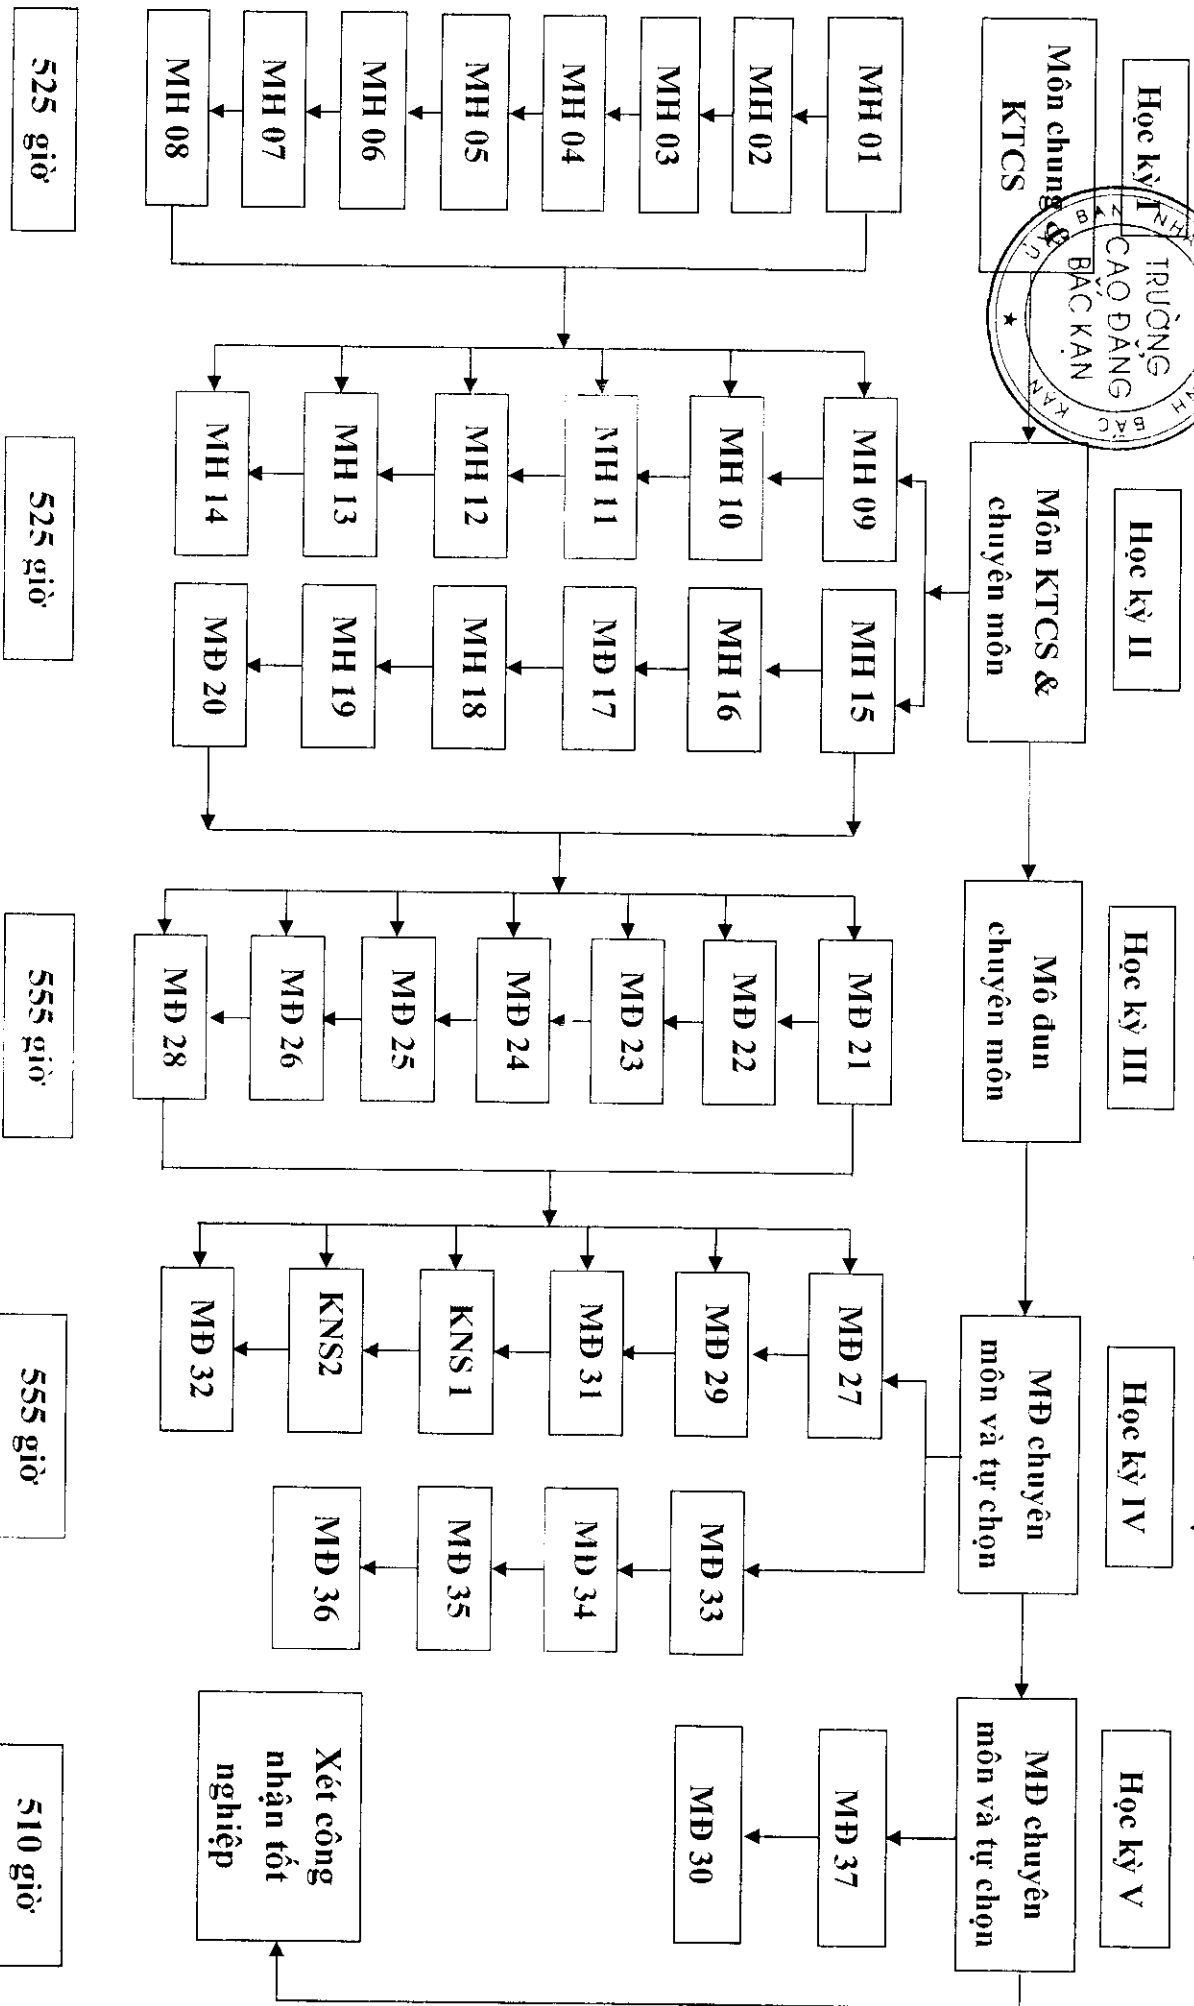 Học kỳ I
Học kỳ II
Học kỳ III
Học kỳ IV
Học kỳ V
Môn chung &
KTCS
Môn KTCS &
chuyên môn
Mô đun
chuyên môn
MĐ chuyên
môn và tự chọn
MĐ chuyên
môn và tự chọn
TRƯỜNG
CAO ĐẲNG
BẮC KẠN
BẮC KẠN
MH 01
MH 02
MH 03
MH 04
MH 05
MH 06
MH 07
MH 08
MH 09
MH 10
MH 11
MH 12
MH 13
MH 14
MH 15
MH 16
MĐ 17
MH 18
MH 19
MĐ 20
MĐ 21
MĐ 22
MĐ 23
MĐ 24
MĐ 25
MĐ 26
MĐ 28
MĐ 27
MĐ 29
MĐ 31
KNS 1
KNS2
MĐ 32
MĐ 33
MĐ 34
MĐ 35
MĐ 36
MĐ 37
MĐ 30
Xét công
nhận tốt
nghiệp
525 giờ
525 giờ
555 giờ
555 giờ
510 giờ